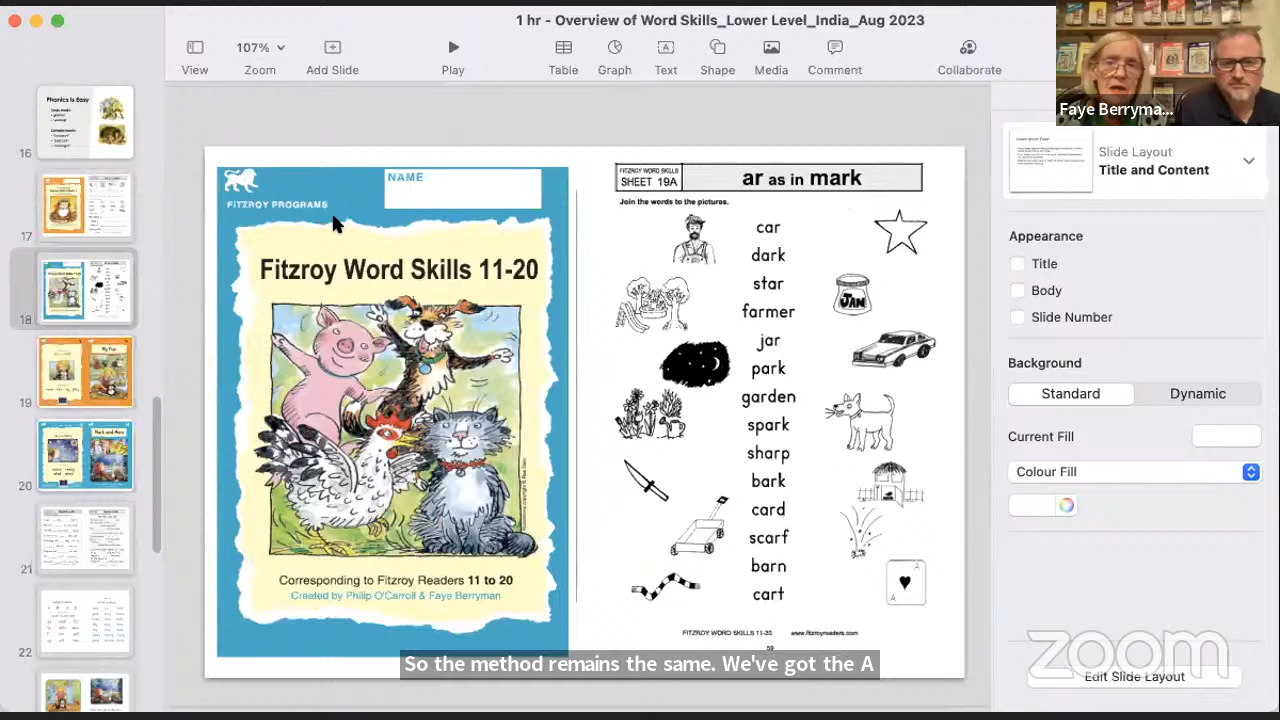 1 hr - Overview of Word Skills_Lower Level_India_Aug 2023
107%
View
Zoom
Add Slide
Play
Table
Graph
Text
Shape
Media
Comment
Collaborate
Faye Berryma...
Phonics Is Easy
16
17
18
19
20
21
22
FITZROY PROGRAMS
NAME
Fitzroy Word Skills 11-20
Corresponding to Fitzroy Readers 11 to 20
Created by Philip O'Carroll & Faye Berryman
FITZROY WORD SKILLS
SHEET 19A
ar as in mark
Join the words to the pictures.
car
dark
star
farmer
jar
park
garden
spark
sharp
bark
card
scarf
barn
cart
JAM
A
A
FITZROY WORD SKILLS 11-20 www.fitzroyreaders.com
59
So the method remains the same. We've got the A
Slide Layout
Title and Content
Appearance
Title
Body
Slide Number
Background
Standard
Dynamic
Current Fill
Colour Fill
Edit Slide Layout
zoom